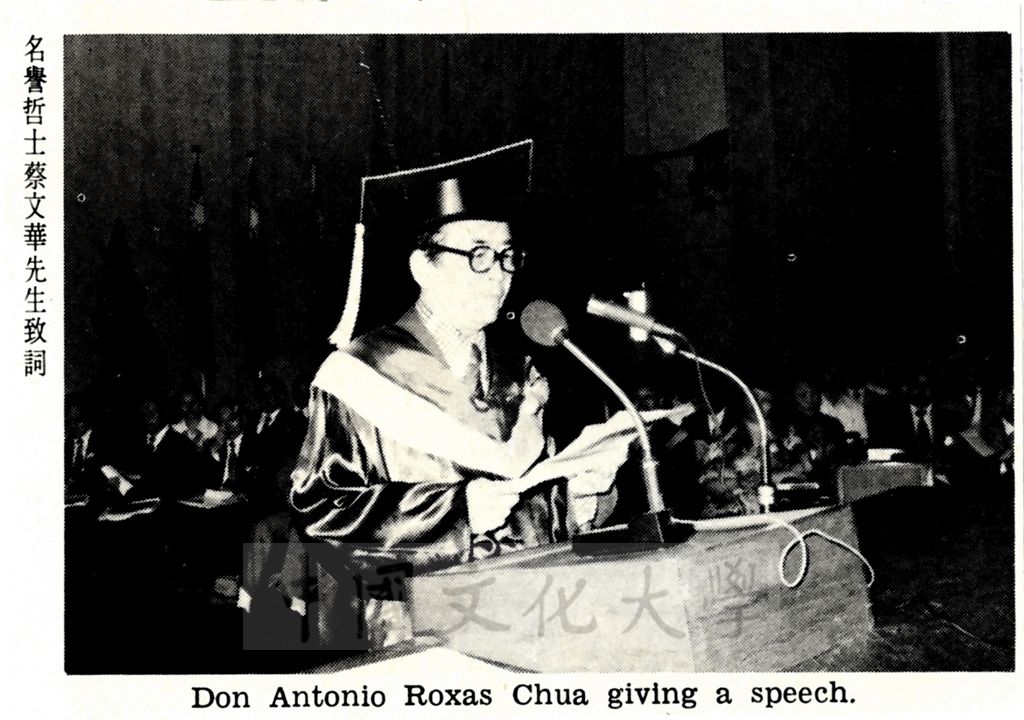 名譽哲士蔡文華先生致詞
中國文化大學
Don Antonio Roxas Chua giving a speech.